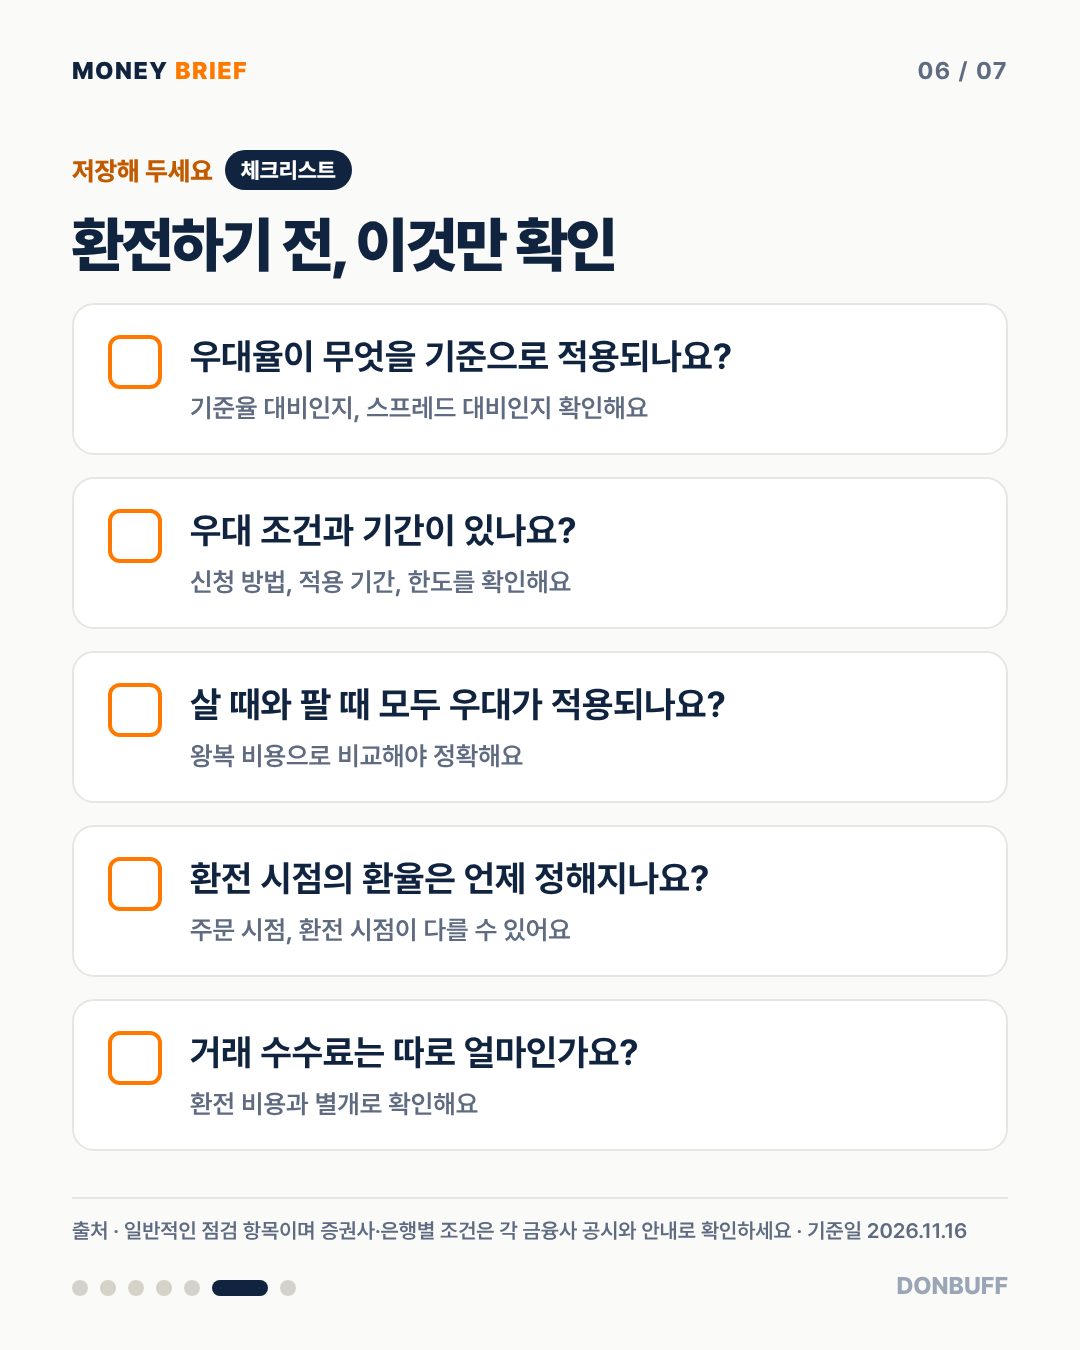 MONEY BRIEF
06 / 07
저장해 두세요 체크리스트
환전하기 전, 이것만 확인
우대율이 무엇을 기준으로 적용되나요?
기준율 대비인지, 스프레드 대비인지 확인해요
우대 조건과 기간이 있나요?
신청 방법, 적용 기간, 한도를 확인해요
살 때와 팔 때 모두 우대가 적용되나요?
왕복 비용으로 비교해야 정확해요
환전 시점의 환율은 언제 정해지나요?
주문 시점, 환전 시점이 다를 수 있어요
거래 수수료는 따로 얼마인가요?
환전 비용과 별개로 확인해요
출처 · 일반적인 점검 항목이며 증권사·은행별 조건은 각 금융사 공시와 안내로 확인하세요 · 기준일 2026.11.16
DONBUFF